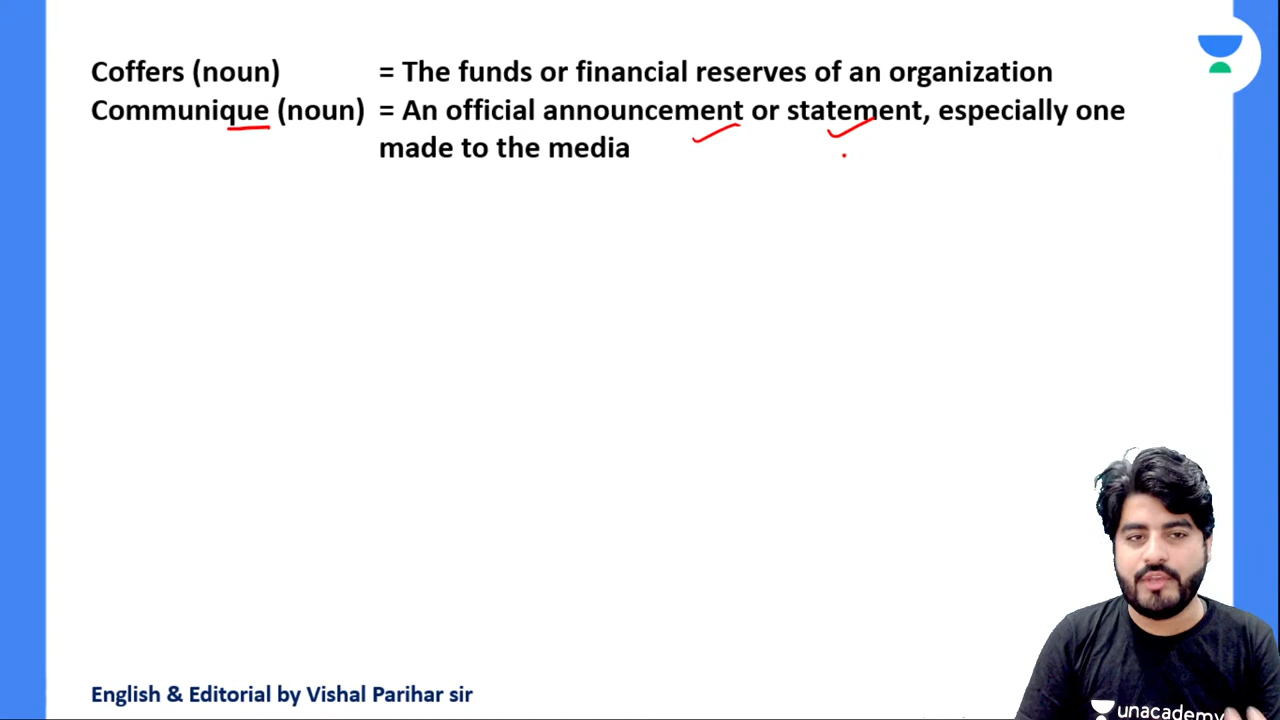 Coffers (noun) = The funds or financial reserves of an organization
Communique (noun) = An official announcement or statement, especially one
made to the media
English & Editorial by Vishal Parihar sir
unacademy